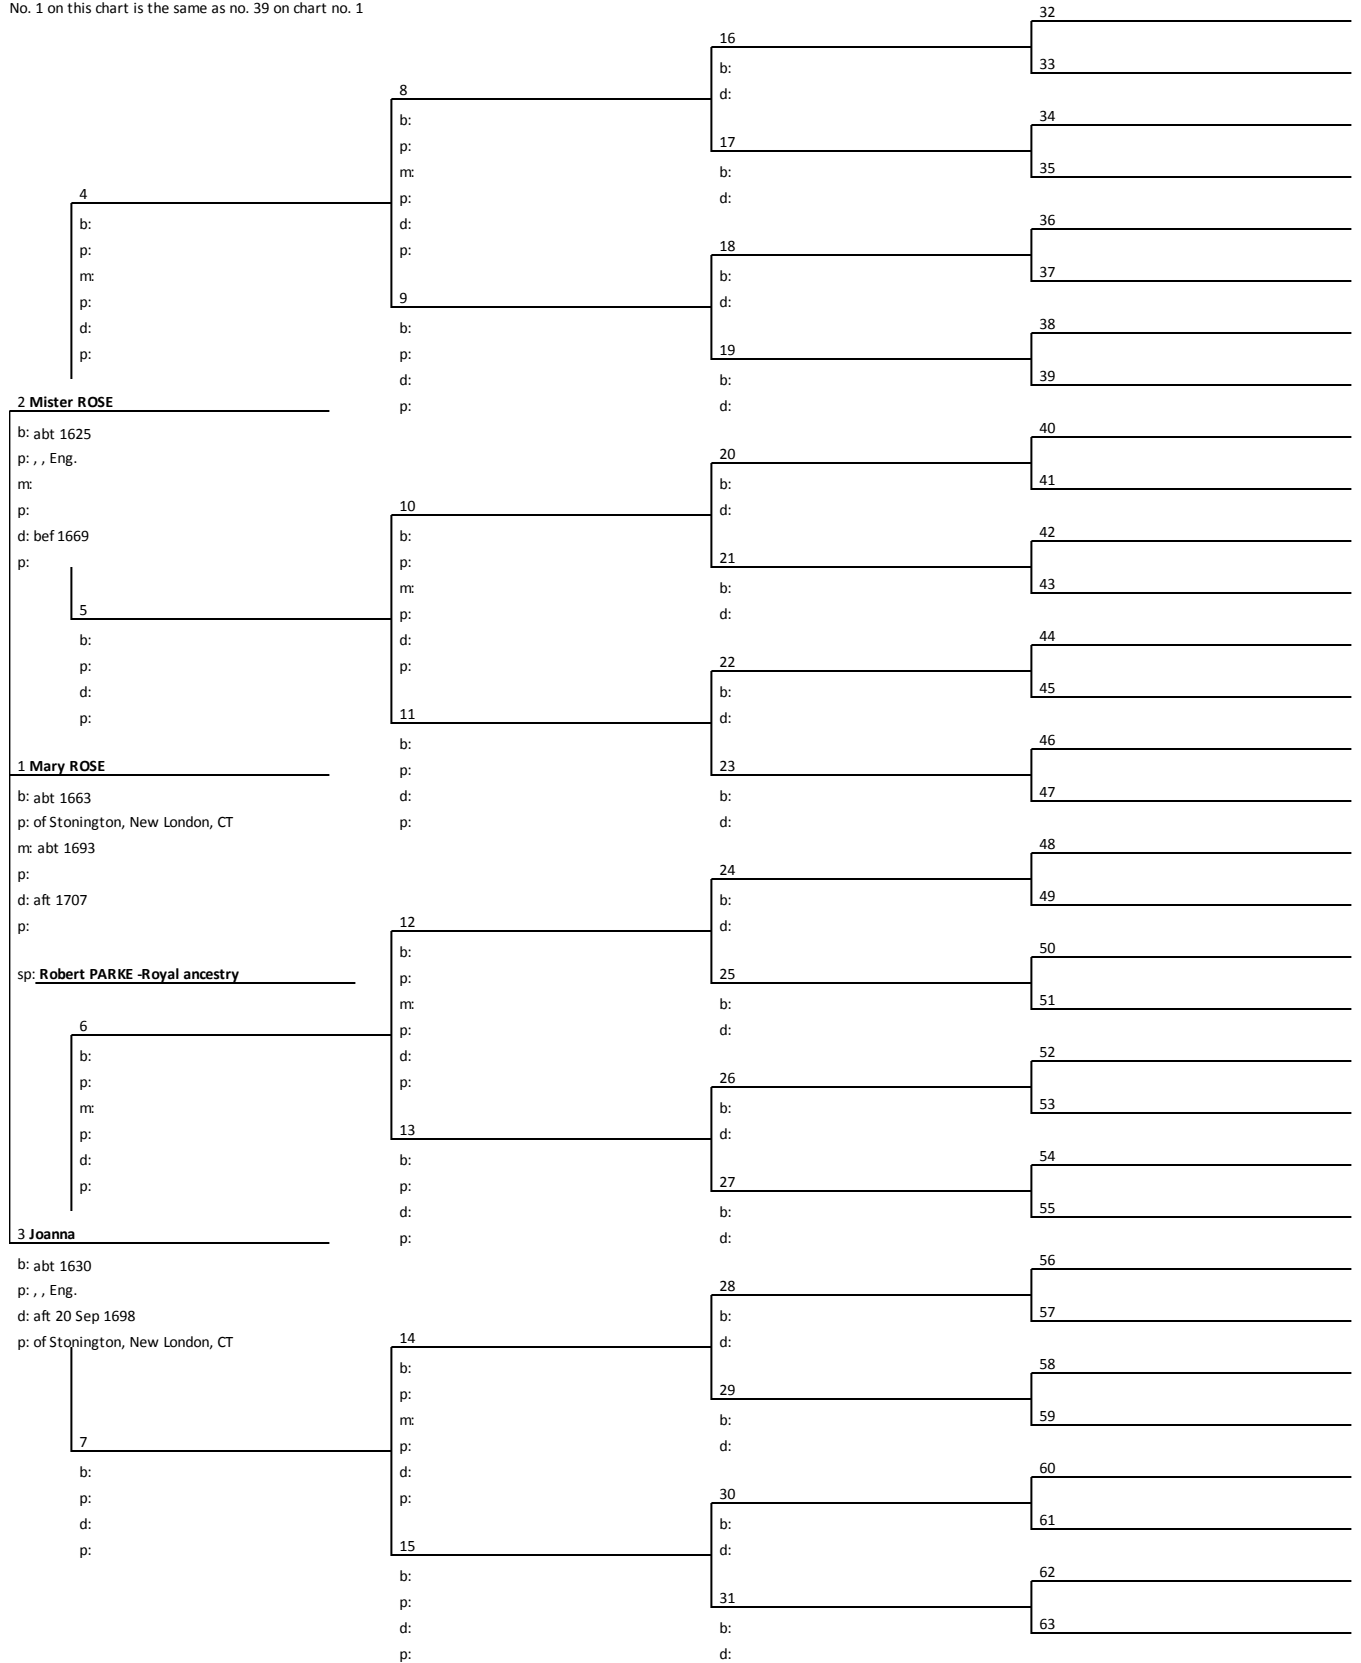 No. 1 on this chart is the same as no. 39 on chart no. 1
4
b:
p:
m:
p:
d:
p:
2 Mister ROSE
b: abt 1625
p: , , Eng.
m:
p:
d: bef 1669
p:
5
b:
p:
d:
p:
1 Mary ROSE
b: abt 1663
p: of Stonington, New London, CT
m: abt 1693
p:
d: aft 1707
p:
sp: Robert PARKE -Royal ancestry
6
b:
p:
m:
p:
d:
p:
3 Joanna
b: abt 1630
p: , , Eng.
d: aft 20 Sep 1698
p: of Stonington, New London, CT
7
b:
p:
d:
p:
8
b:
p:
m:
p:
d:
p:
9
b:
p:
d:
p:
10
b:
p:
m:
p:
d:
p:
11
b:
p:
d:
p:
12
b:
p:
m:
p:
d:
p:
13
b:
p:
d:
p:
14
b:
p:
m:
p:
d:
p:
15
b:
p:
d:
p:
16
b:
d:
17
b:
d:
18
b:
d:
19
b:
d:
20
b:
d:
21
b:
d:
22
b:
d:
23
b:
d:
24
b:
d:
25
b:
d:
26
b:
d:
27
b:
d:
28
b:
d:
29
b:
d:
30
b:
d:
31
b:
d:
32
33
34
35
36
37
38
39
40
41
42
43
44
45
46
47
48
49
50
51
52
53
54
55
56
57
58
59
60
61
62
63